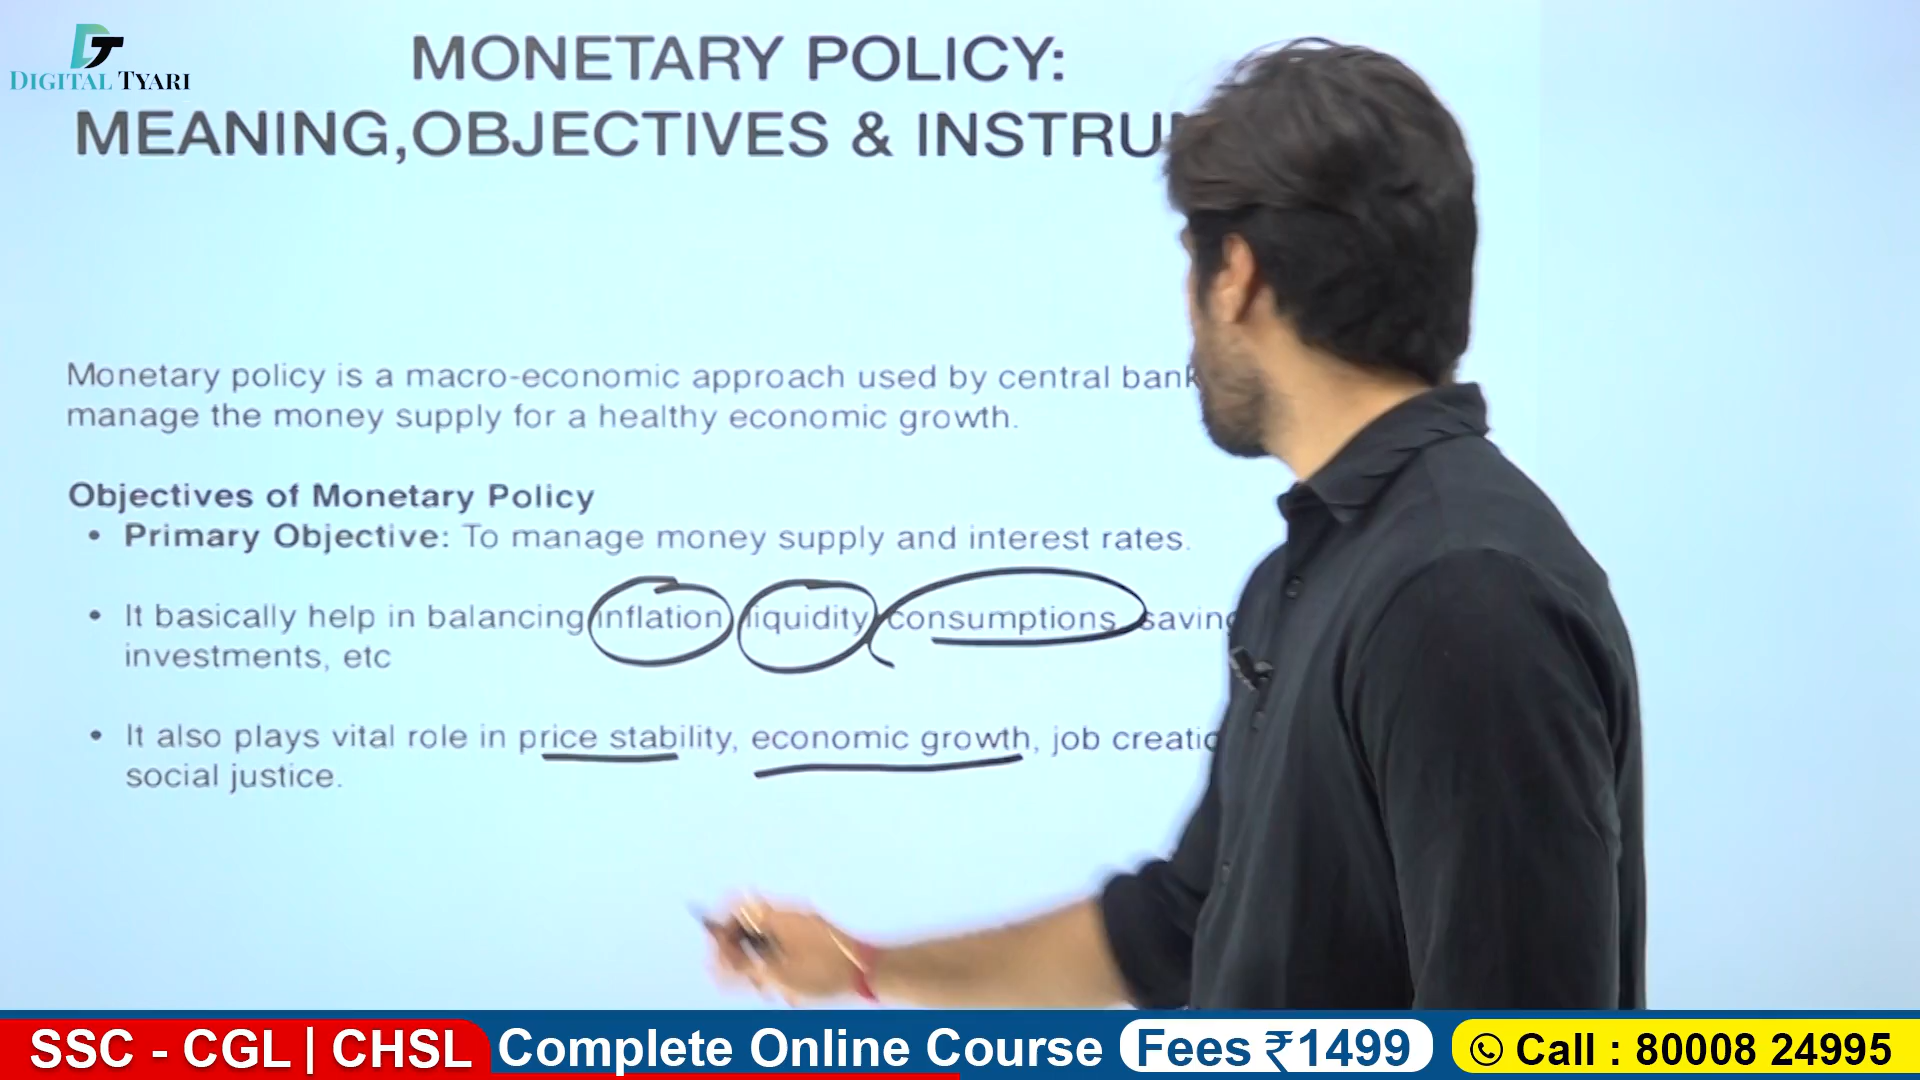 DT
DIGITAL TYARI
MONETARY POLICY:
MEANING,OBJECTIVES &
Monetary policy is a macro-economic approach used by central
manage the money supply for a healthy economic growth.
Objectives of Monetary Policy
• Primary Objective: To manage money supply and interest rates.
• It basically help in balancing inflation liquidity consumptions,
investments, etc
• It also plays vital role in price stability, economic growth, job
social justice.
SSC - CGL | CHSL Complete Online Course Fees ₹1499 Call : 80008 24995